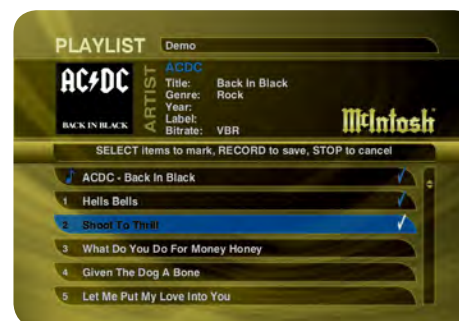 PLAYLIST Demo
AC⚡DC
BACK IN BLACK
ARTIST
ACDC
Title: Back In Black
Genre: Rock
Year:
Label:
Bitrate: VBR
McIntosh
SELECT items to mark, RECORD to save, STOP to cancel
ACDC - Back In Black
1 Hells Bells
2 Shoot To Thrill
3 What Do You Do For Money Honey
4 Given The Dog A Bone
5 Let Me Put My Love Into You